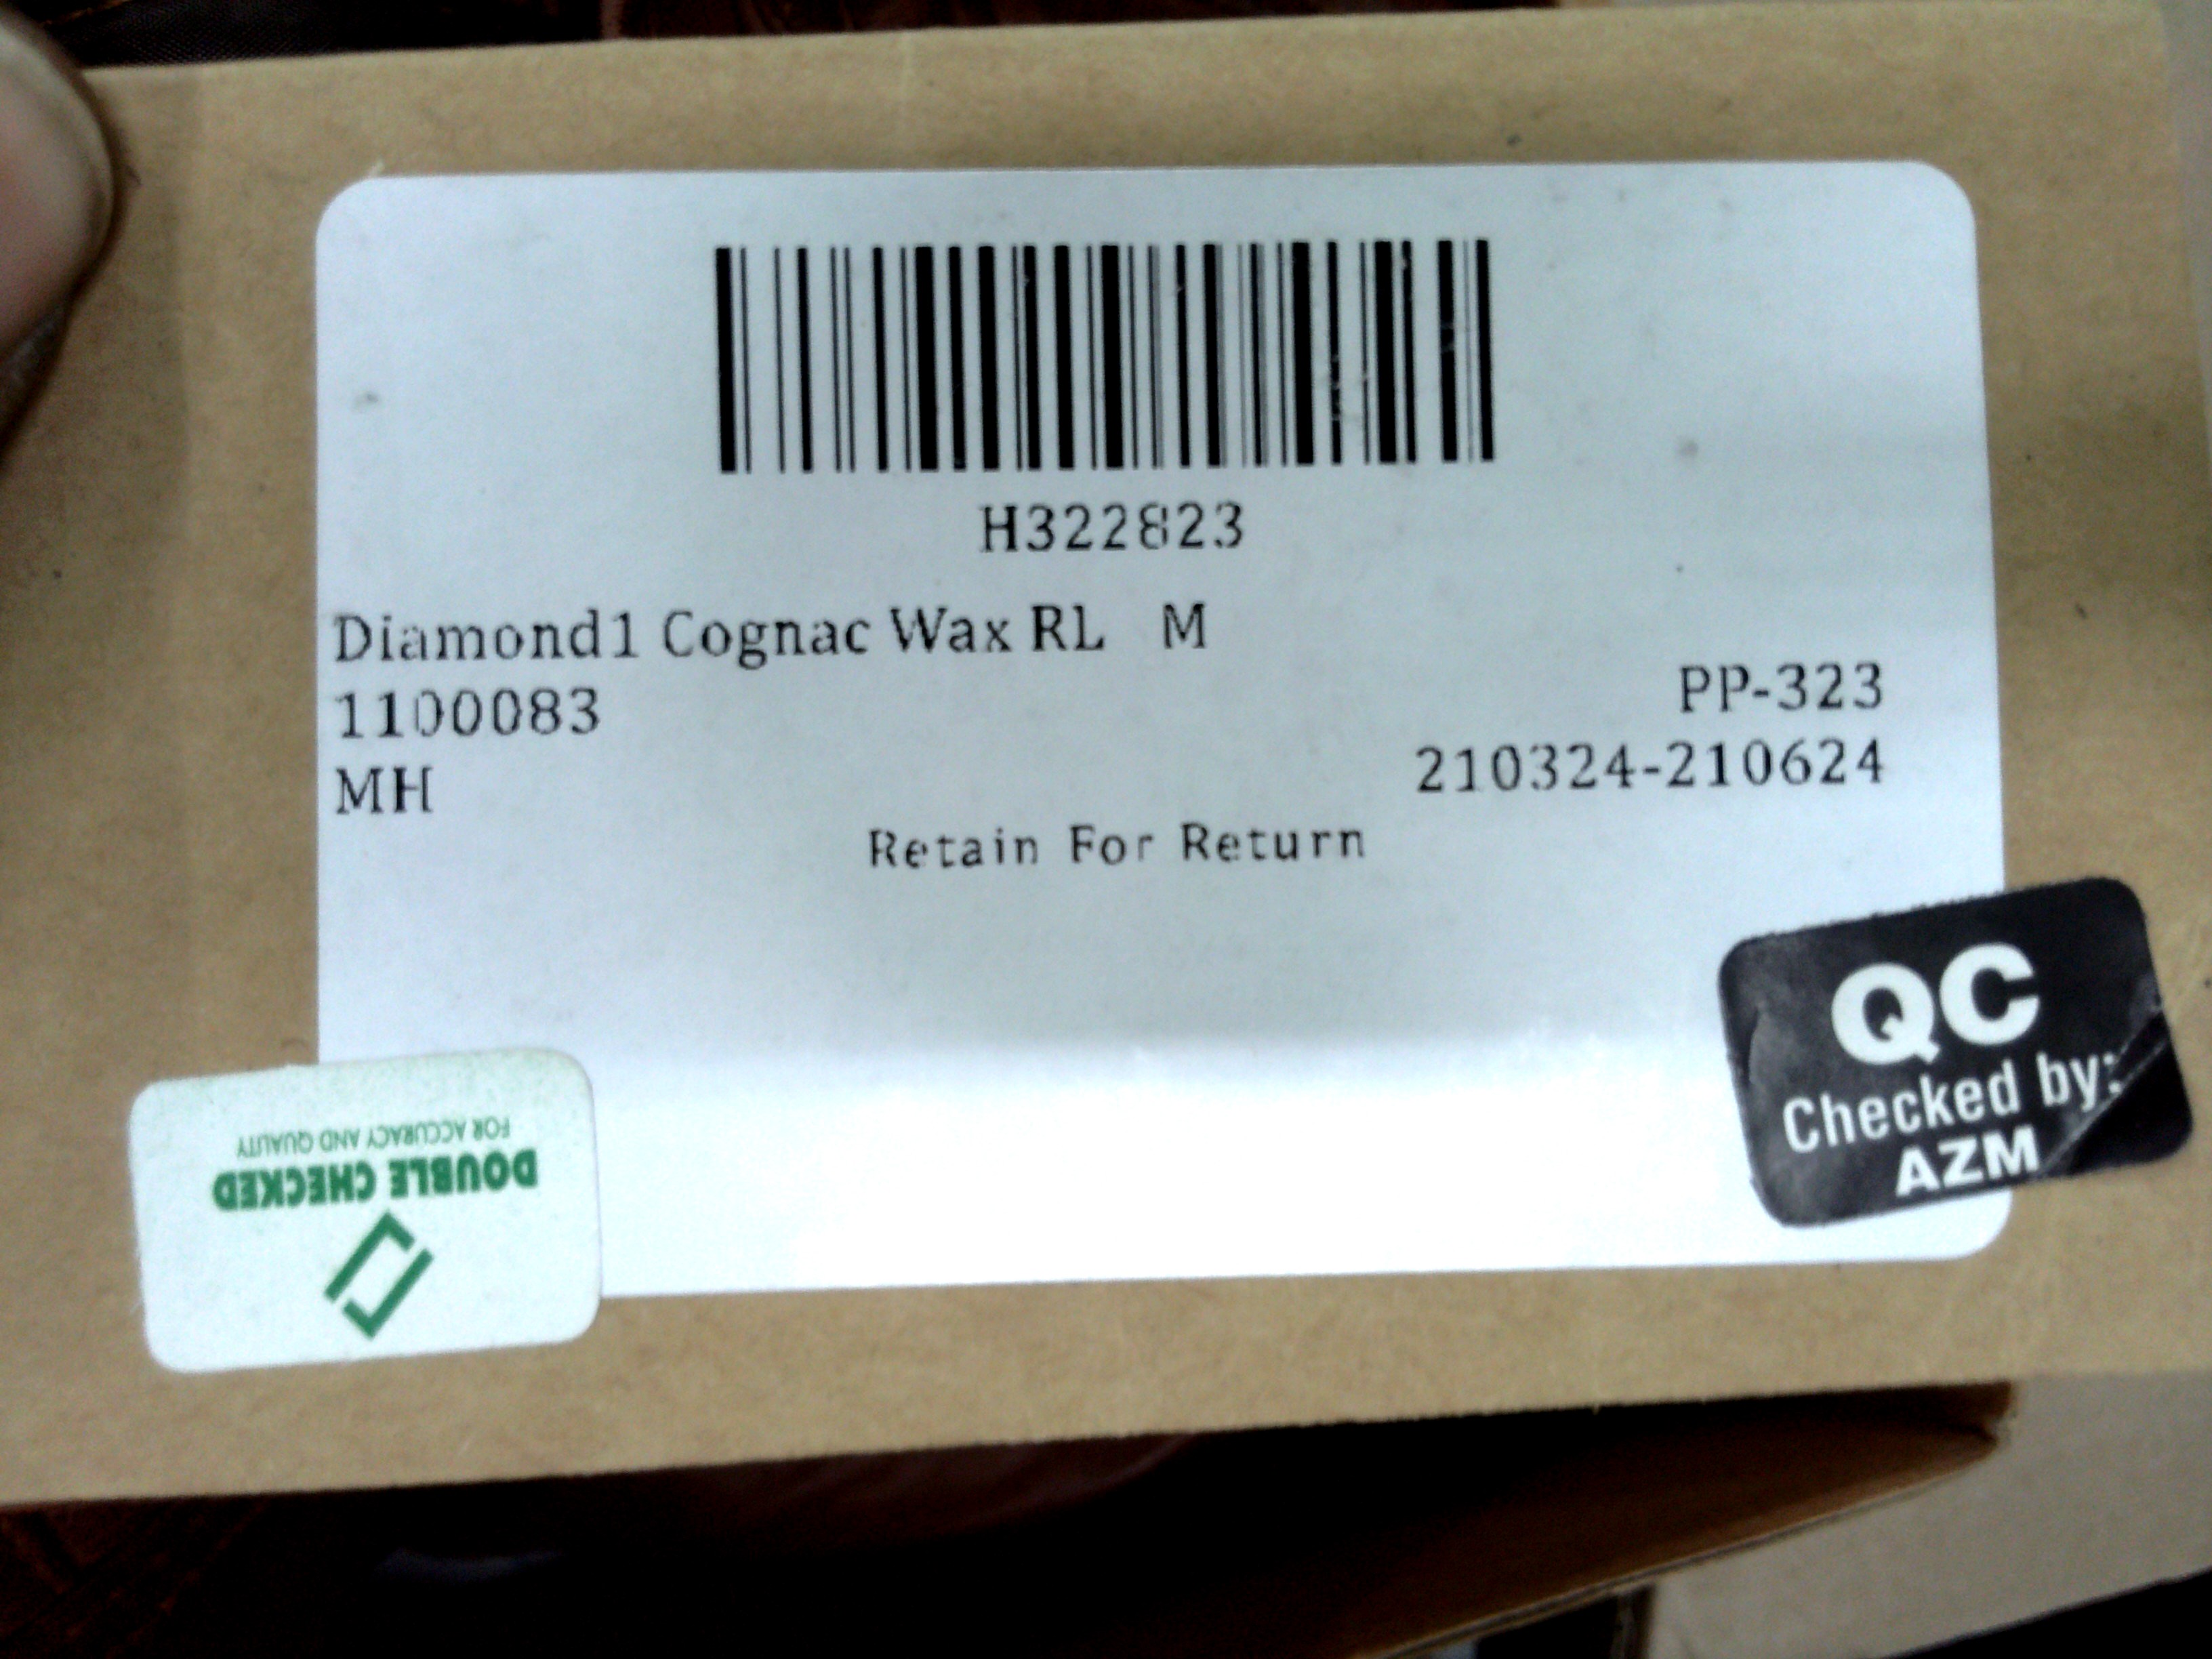 H322823
Diamond1 Cognac Wax RL M
1100083
PP-323
MH
210324-210624
Retain For Return
QC
Checked by:
AZM
DOUBLE CHECKED
FOR ACCURACY AND QUALITY